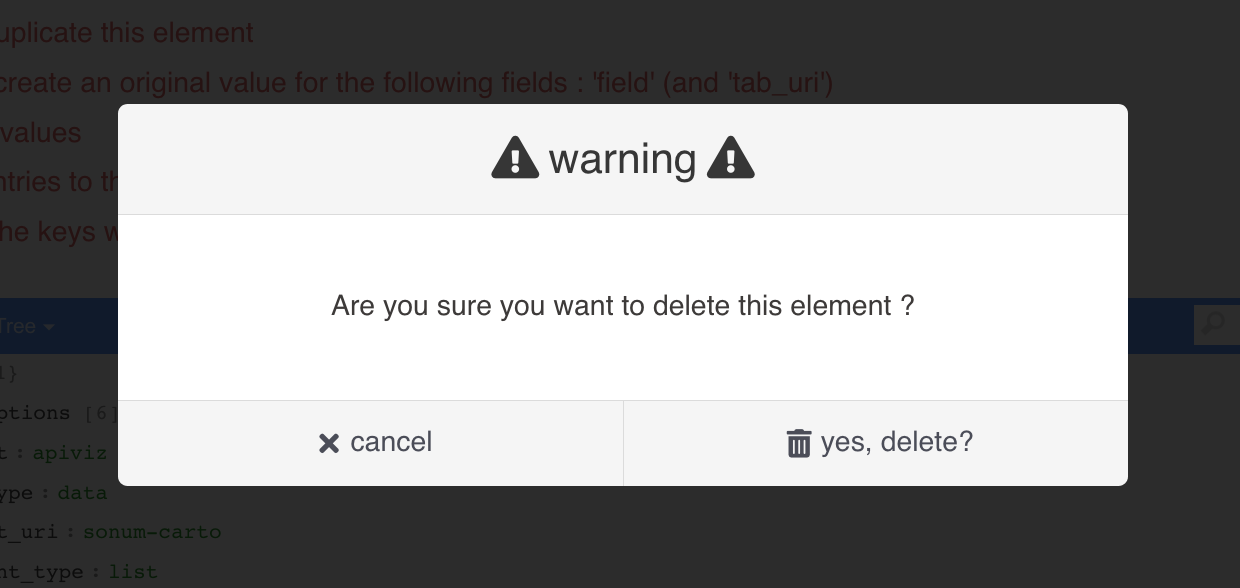 uplicate this element
create an original value for the following fields : 'field' (and 'tab_uri')
values
ntries to th
he keys w
warning
Are you sure you want to delete this element ?
Tree
1}
ptions [6]
t : apiviz
ype : data
cancel
yes, delete?
t_uri : sonum-carto
nt_type : list